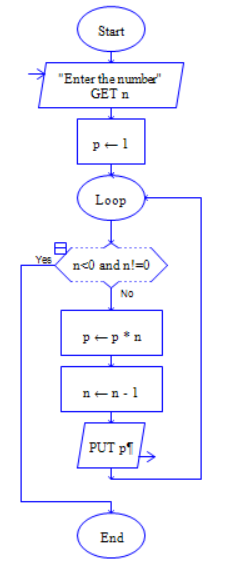 Start
"Enter the number"
GET n
p ← 1
Loop
n<0 and n!=0
Yes
No
p ← p * n
n ← n - 1
PUT p¶
End